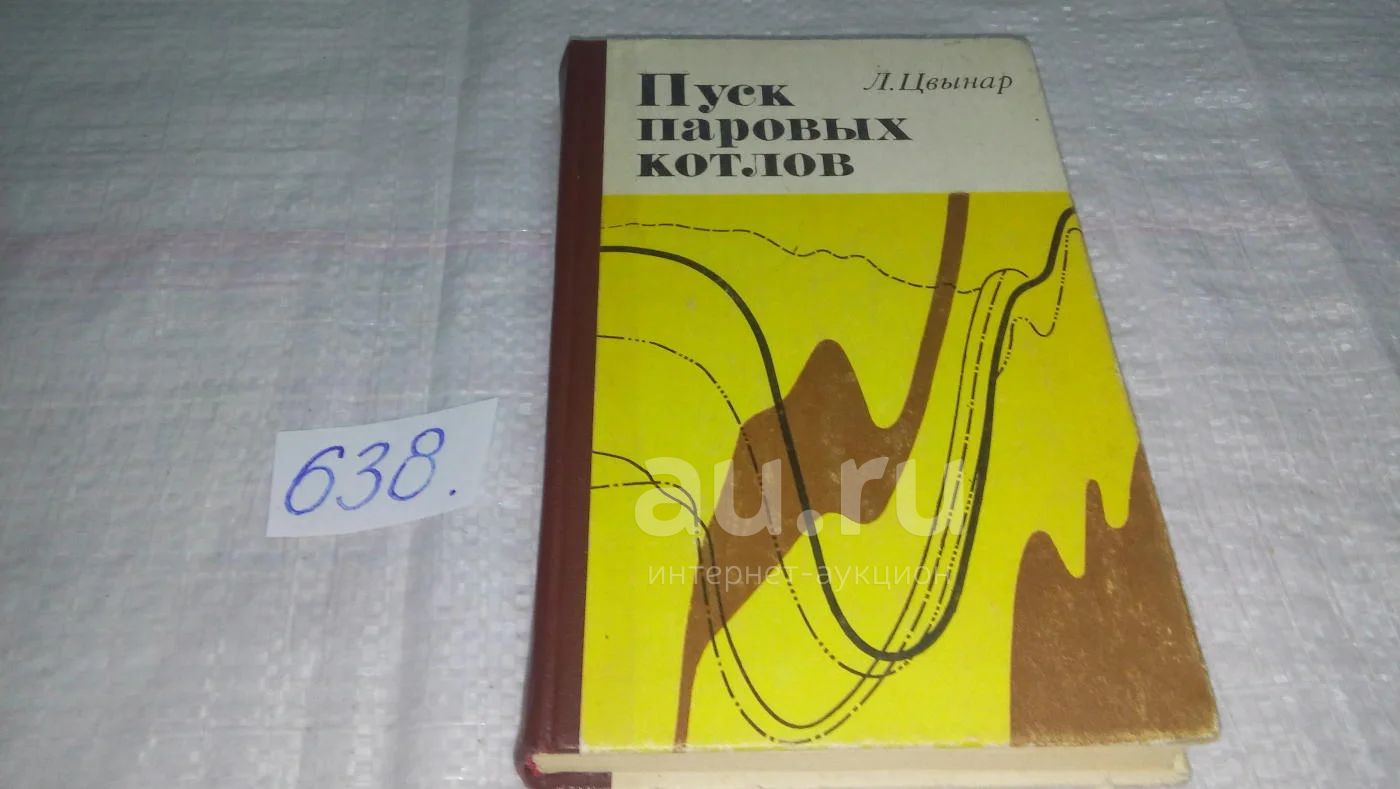 Пуск
паровых
котлов
Л. Цвынар
638.
au.ru
интернет-аукцион